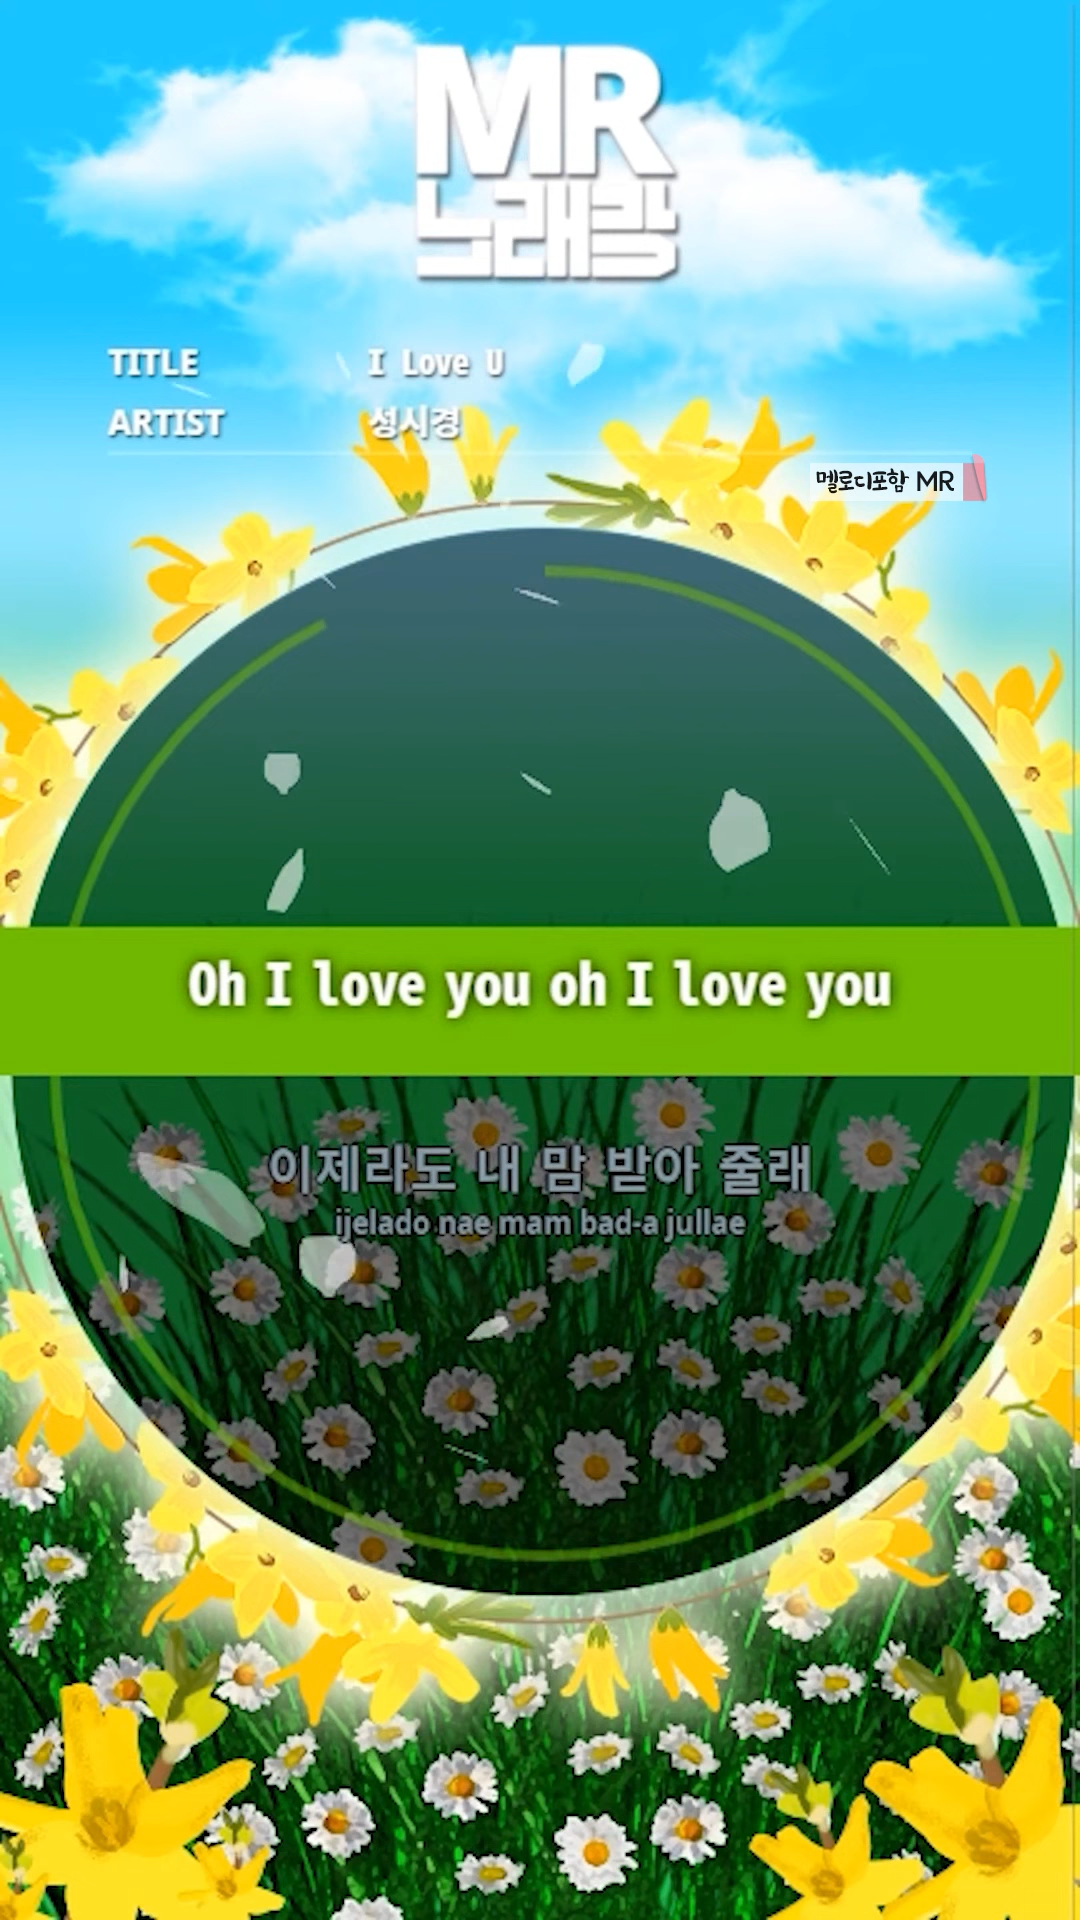 MR
노래방
TITLE I Love U
ARTIST 성시경
멜로디포함 MR
Oh I love you oh I love you
이제라도 내 맘 받아 줄래
ijelado nae mam bad-a jullae